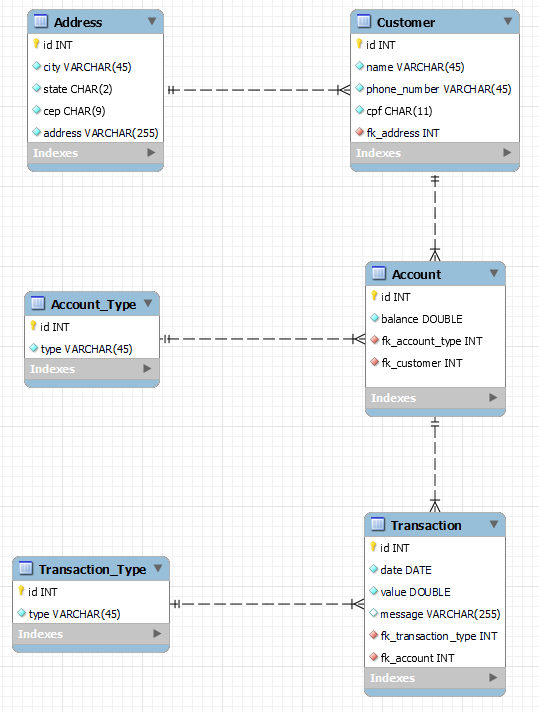 Address
id INT
city VARCHAR(45)
state CHAR(2)
cep CHAR(9)
address VARCHAR(255)
Indexes
Customer
id INT
name VARCHAR(45)
phone_number VARCHAR(45)
cpf CHAR(11)
fk_address INT
Indexes
Account_Type
id INT
type VARCHAR(45)
Indexes
Account
id INT
balance DOUBLE
fk_account_type INT
fk_customer INT
Indexes
Transaction_Type
id INT
type VARCHAR(45)
Indexes
Transaction
id INT
date DATE
value DOUBLE
message VARCHAR(255)
fk_transaction_type INT
fk_account INT
Indexes